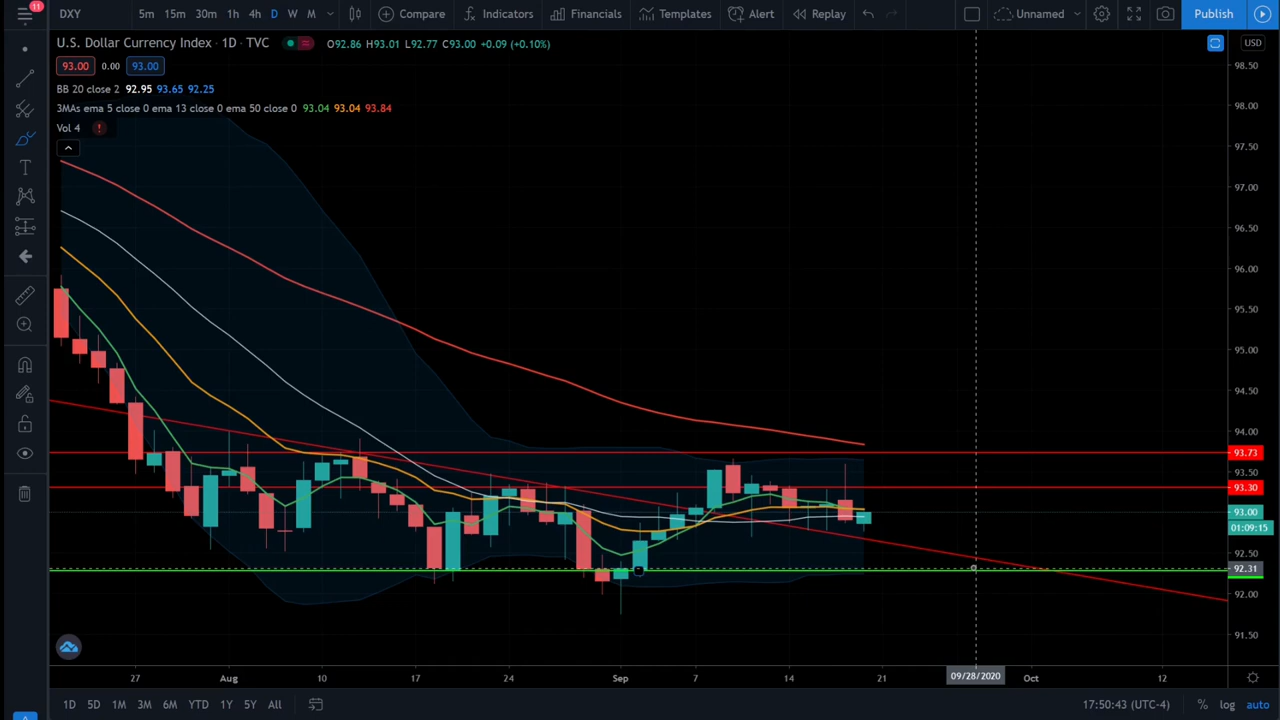 11
DXY 5m 15m 30m 1h 4h D W M Compare Indicators Financials Templates Alert Replay Unnamed Publish
U.S. Dollar Currency Index · 1D · TVC O92.86 H93.01 L92.77 C93.00 +0.09 (+0.10%)
USD
93.00 0.00 93.00
BB 20 close 2 92.95 93.65 92.25
3MAs ema 5 close 0 ema 13 close 0 ema 50 close 0 93.04 93.04 93.84
Vol 4 !
98.50
98.00
97.50
97.00
96.50
96.00
95.50
95.00
94.50
94.00
93.73
93.50
93.30
93.00
01:09:15
92.50
92.31
92.00
91.50
27 Aug 10 17 24 Sep 7 14 21 09/28/2020 Oct 12
1D 5D 1M 3M 6M YTD 1Y 5Y All 17:50:43 (UTC-4) % log auto